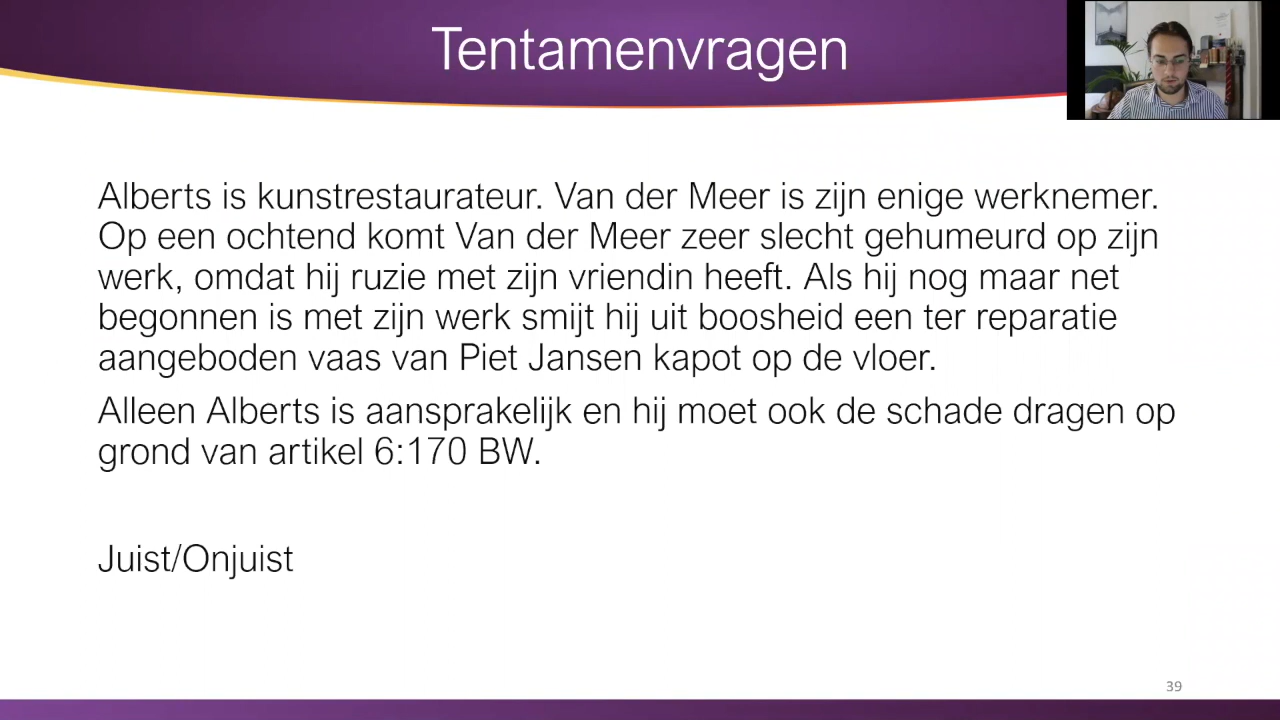 Tentamenvragen
Alberts is kunstrestaurateur. Van der Meer is zijn enige werknemer.
Op een ochtend komt Van der Meer zeer slecht gehumeurd op zijn
werk, omdat hij ruzie met zijn vriendin heeft. Als hij nog maar net
begonnen is met zijn werk smijt hij uit boosheid een ter reparatie
aangeboden vaas van Piet Jansen kapot op de vloer.
Alleen Alberts is aansprakelijk en hij moet ook de schade dragen op
grond van artikel 6:170 BW.
Juist/Onjuist
39